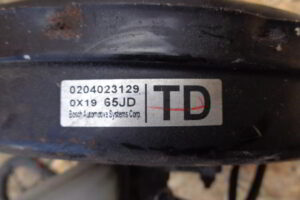 0204023129
0X19 65JD
Bosch Automotive Systems Corp.
TD